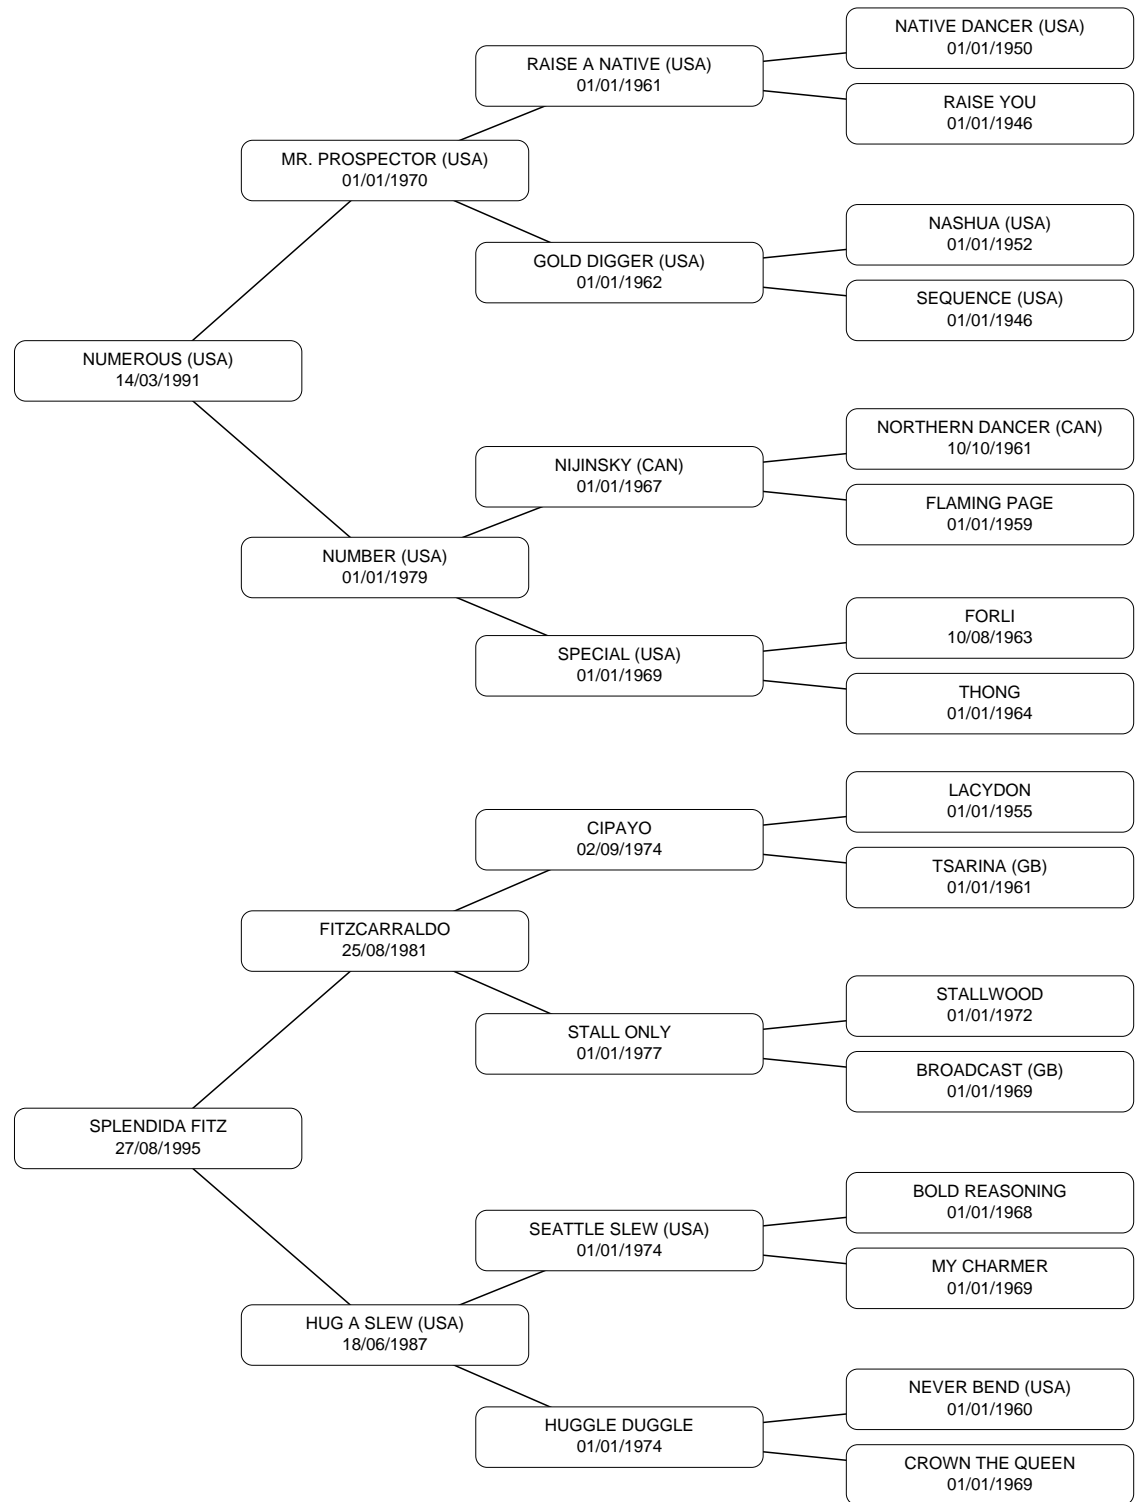 NATIVE DANCER (USA)
01/01/1950
RAISE A NATIVE (USA)
01/01/1961
RAISE YOU
01/01/1946
MR. PROSPECTOR (USA)
01/01/1970
NASHUA (USA)
01/01/1952
GOLD DIGGER (USA)
01/01/1962
SEQUENCE (USA)
01/01/1946
NUMEROUS (USA)
14/03/1991
NORTHERN DANCER (CAN)
10/10/1961
NIJINSKY (CAN)
01/01/1967
FLAMING PAGE
01/01/1959
NUMBER (USA)
01/01/1979
FORLI
10/08/1963
SPECIAL (USA)
01/01/1969
THONG
01/01/1964
LACYDON
01/01/1955
CIPAYO
02/09/1974
TSARINA (GB)
01/01/1961
FITZCARRALDO
25/08/1981
STALLWOOD
01/01/1972
STALL ONLY
01/01/1977
BROADCAST (GB)
01/01/1969
SPLENDIDA FITZ
27/08/1995
BOLD REASONING
01/01/1968
SEATTLE SLEW (USA)
01/01/1974
MY CHARMER
01/01/1969
HUG A SLEW (USA)
18/06/1987
NEVER BEND (USA)
01/01/1960
HUGGLE DUGGLE
01/01/1974
CROWN THE QUEEN
01/01/1969